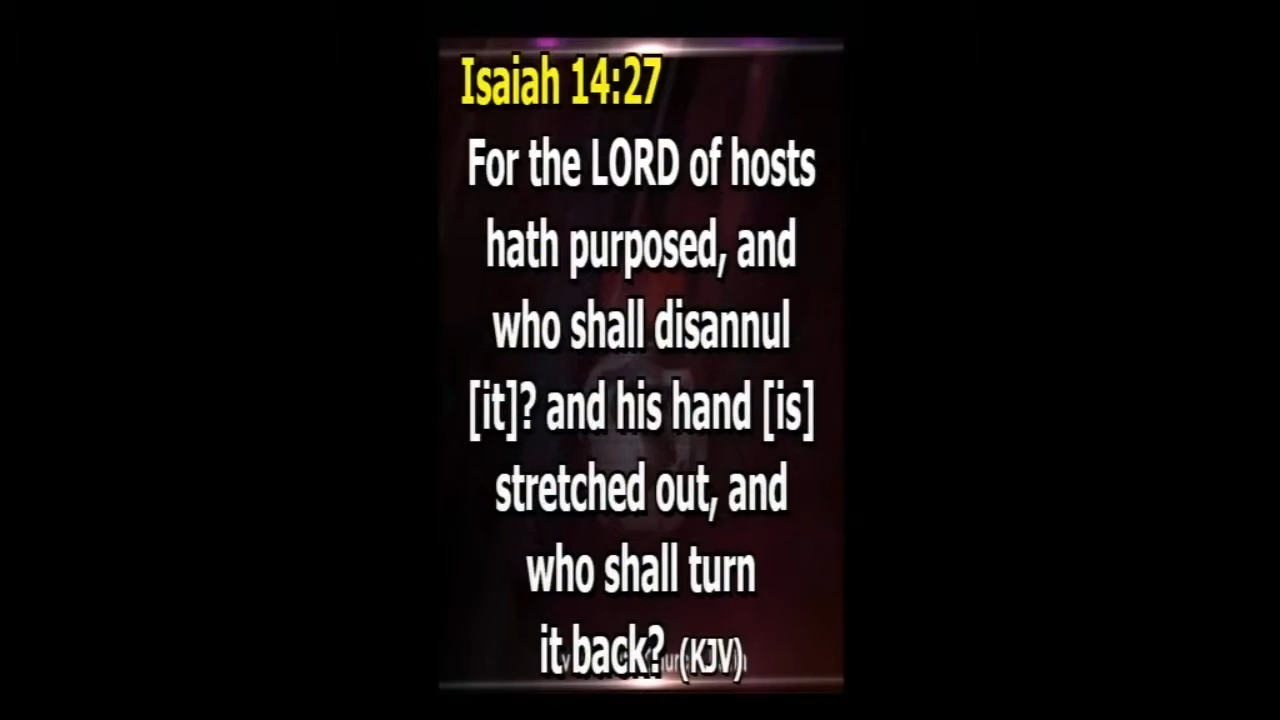 Isaiah 14:27
For the LORD of hosts
hath purposed, and
who shall disannul
[it]? and his hand [is]
stretched out, and
who shall turn
it back? (KJV)